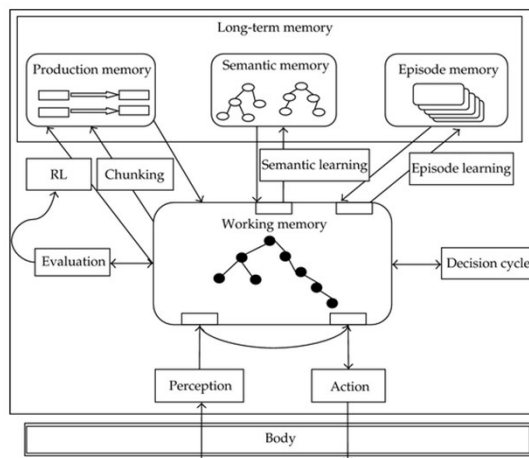 Long-term memory
Production memory
Semantic memory
Episode memory
RL
Chunking
Semantic learning
Episode learning
Working memory
Evaluation
Decision cycle
Perception
Action
Body